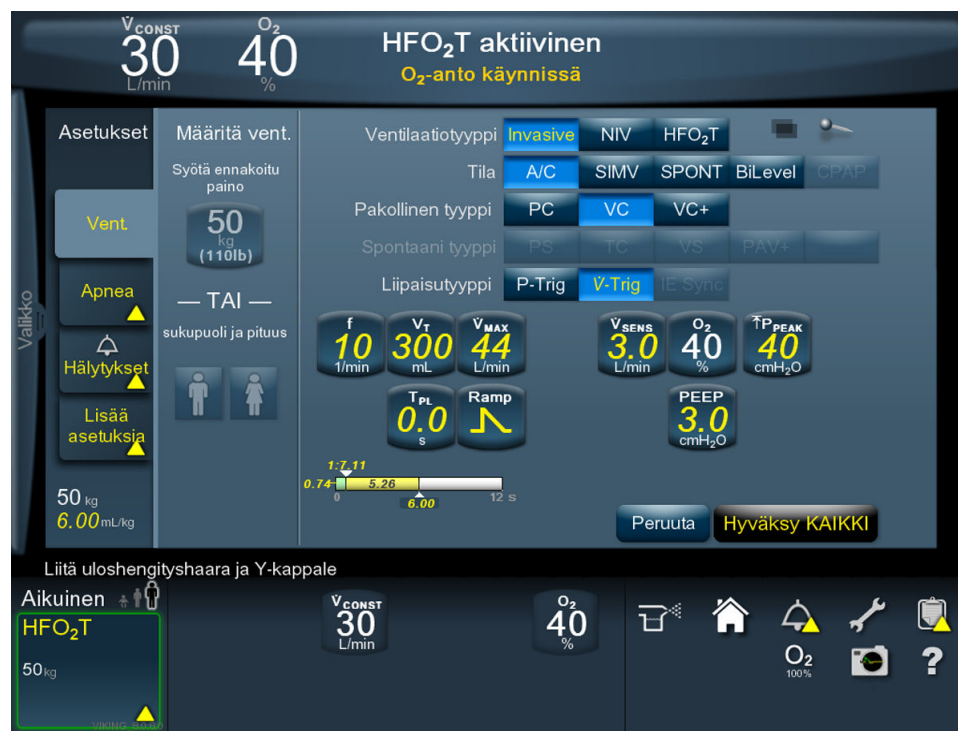 V̇CONST
30
L/min
O₂
40
%
HFO₂T aktiivinen
O₂-anto käynnissä
Valikko
Asetukset
Vent.
Apnea
Hälytykset
Lisää
asetuksia
50 kg
6.00 mL/kg
Määritä vent.
Syötä ennakoitu
paino
50
kg
(110lb)
— TAI —
sukupuoli ja pituus
Ventilaatiotyyppi Invasive NIV HFO₂T
Tila A/C SIMV SPONT BiLevel CPAP
Pakollinen tyyppi PC VC VC+
Spontaani tyyppi PS TC VS PAV+
Liipaisutyyppi P-Trig V̇-Trig IE Sync
f
10
1/min
VT
300
mL
V̇MAX
44
L/min
V̇SENS
3.0
L/min
O₂
40
%
⤒PPEAK
40
cmH₂O
TPL
0.0
s
Ramp
PEEP
3.0
cmH₂O
1:7.11
0.74 5.26
0 6.00 12 s
Peruuta Hyväksy KAIKKI
Liitä uloshengityshaara ja Y-kappale
Aikuinen
HFO₂T
50 kg
VIKING: B.0.80
V̇CONST
30
L/min
O₂
40
%
O₂
100%
?